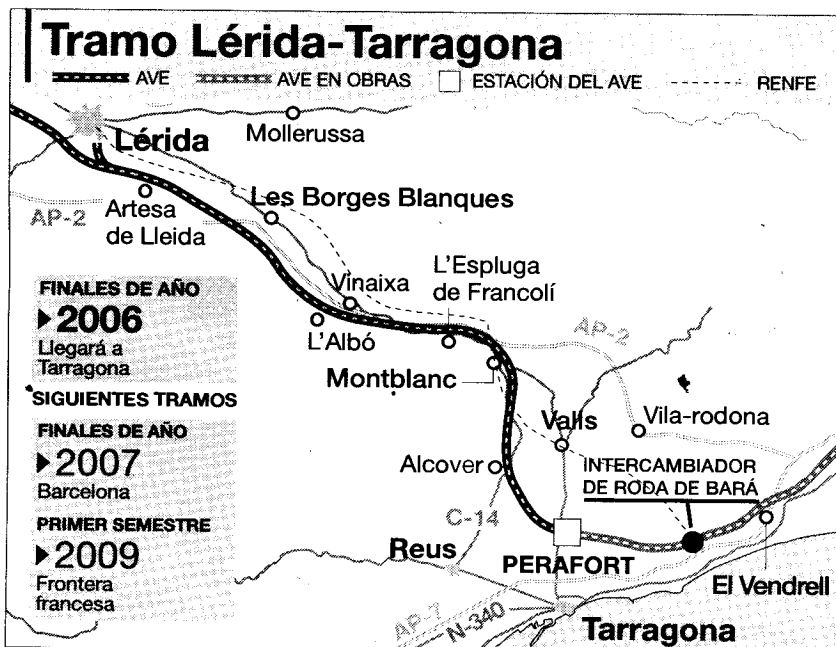 Tramo Lérida-Tarragona
AVE
AVE EN OBRAS
ESTACIÓN DEL AVE
RENFE
Lérida
Mollerussa
AP-2
Artesa
de Lleida
Les Borges Blanques
Vinaixa
L'Espluga
de Francolí
L'Albó
AP-2
Montblanc
Valls
Vila-rodona
Alcover
INTERCAMBIADOR
DE RODA DE BARÁ
C-14
Reus
PERAFORT
El Vendrell
AP-7
N-340
Tarragona
FINALES DE AÑO
2006
Llegará a
Tarragona
SIGUIENTES TRAMOS
FINALES DE AÑO
2007
Barcelona
PRIMER SEMESTRE
2009
Frontera
francesa